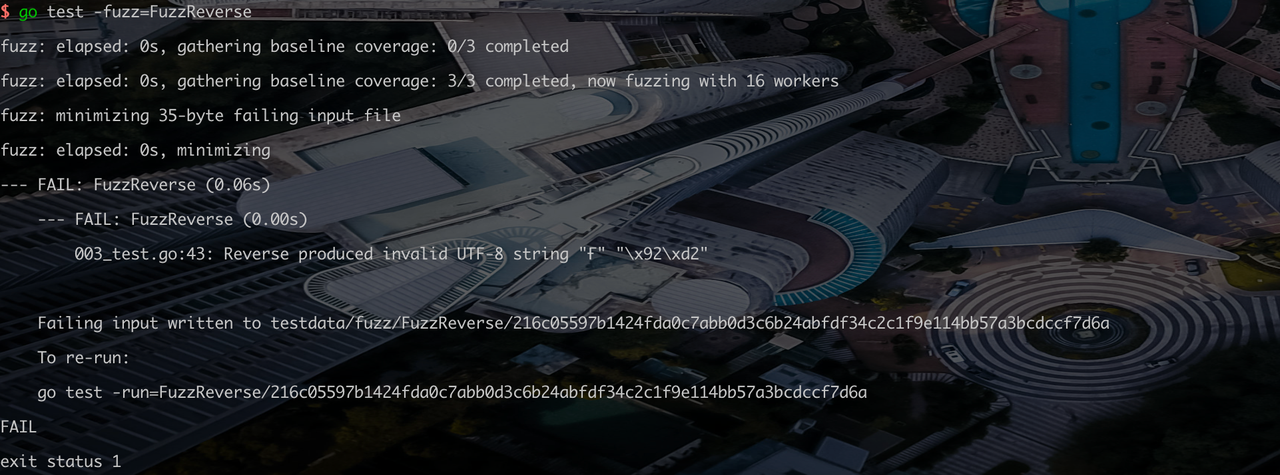 $ go test -fuzz=FuzzReverse
fuzz: elapsed: 0s, gathering baseline coverage: 0/3 completed
fuzz: elapsed: 0s, gathering baseline coverage: 3/3 completed, now fuzzing with 16 workers
fuzz: minimizing 35-byte failing input file
fuzz: elapsed: 0s, minimizing
--- FAIL: FuzzReverse (0.06s)
--- FAIL: FuzzReverse (0.00s)
003_test.go:43: Reverse produced invalid UTF-8 string "Ғ" "\x92\xd2"
Failing input written to testdata/fuzz/FuzzReverse/216c05597b1424fda0c7abb0d3c6b24abfdf34c2c1f9e114bb57a3bcdccf7d6a
To re-run:
go test -run=FuzzReverse/216c05597b1424fda0c7abb0d3c6b24abfdf34c2c1f9e114bb57a3bcdccf7d6a
FAIL
exit status 1